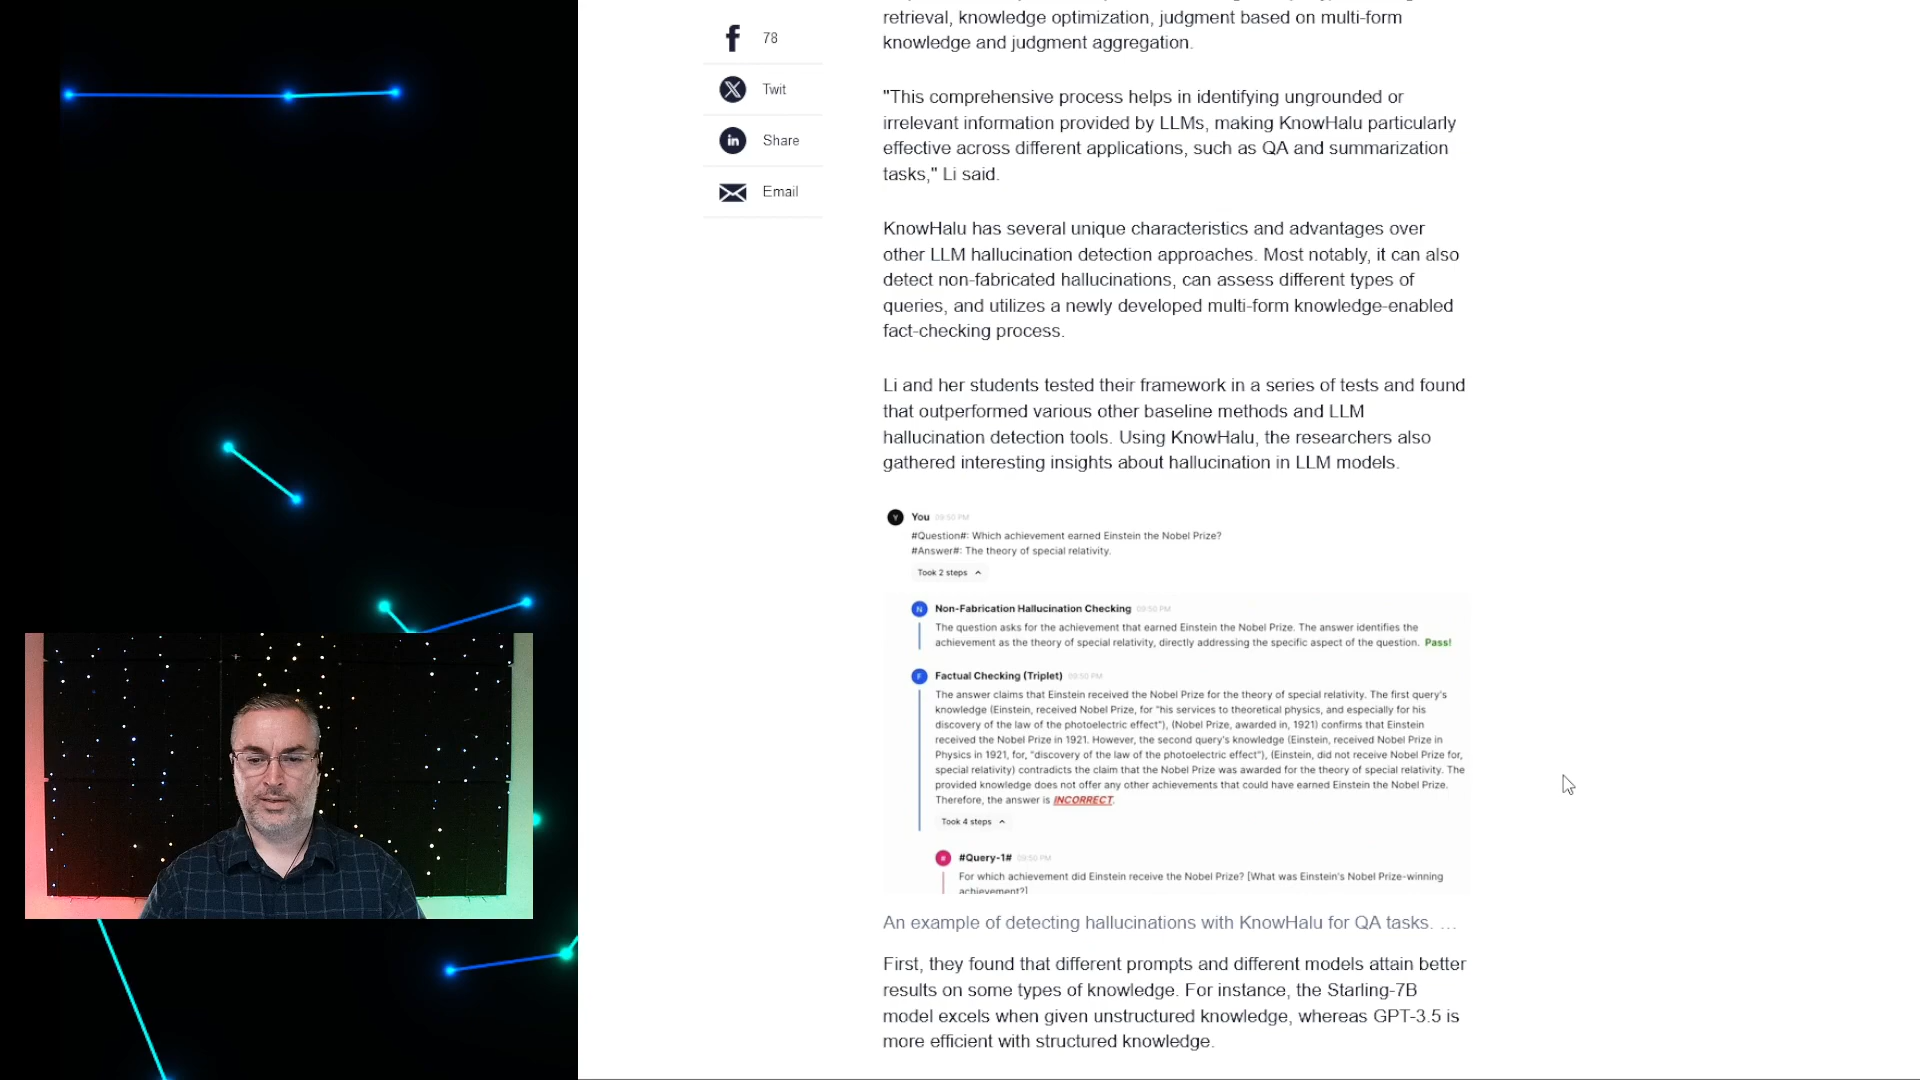 78
Twit
Share
Email
retrieval, knowledge optimization, judgment based on multi-form
knowledge and judgment aggregation.
"This comprehensive process helps in identifying ungrounded or
irrelevant information provided by LLMs, making KnowHalu particularly
effective across different applications, such as QA and summarization
tasks," Li said.
KnowHalu has several unique characteristics and advantages over
other LLM hallucination detection approaches. Most notably, it can also
detect non-fabricated hallucinations, can assess different types of
queries, and utilizes a newly developed multi-form knowledge-enabled
fact-checking process.
Li and her students tested their framework in a series of tests and found
that outperformed various other baseline methods and LLM
hallucination detection tools. Using KnowHalu, the researchers also
gathered interesting insights about hallucination in LLM models.
Y You 09:50 PM
#Question#: Which achievement earned Einstein the Nobel Prize?
#Answer#: The theory of special relativity.
Took 2 steps
N Non-Fabrication Hallucination Checking 09:50 PM
The question asks for the achievement that earned Einstein the Nobel Prize. The answer identifies the
achievement as the theory of special relativity, directly addressing the specific aspect of the question. Pass!
F Factual Checking (Triplet) 09:50 PM
The answer claims that Einstein received the Nobel Prize for the theory of special relativity. The first query's
knowledge (Einstein, received Nobel Prize, for "his services to theoretical physics, and especially for his
discovery of the law of the photoelectric effect"), (Nobel Prize, awarded in, 1921) confirms that Einstein
received the Nobel Prize in 1921. However, the second query's knowledge (Einstein, received Nobel Prize in
Physics in 1921, for, "discovery of the law of the photoelectric effect"), (Einstein, did not receive Nobel Prize for,
special relativity) contradicts the claim that the Nobel Prize was awarded for the theory of special relativity. The
provided knowledge does not offer any other achievements that could have earned Einstein the Nobel Prize.
Therefore, the answer is INCORRECT.
Took 4 steps
# #Query-1# 09:50 PM
For which achievement did Einstein receive the Nobel Prize? [What was Einstein's Nobel Prize-winning
achievement?]
An example of detecting hallucinations with KnowHalu for QA tasks. …
First, they found that different prompts and different models attain better
results on some types of knowledge. For instance, the Starling-7B
model excels when given unstructured knowledge, whereas GPT-3.5 is
more efficient with structured knowledge.